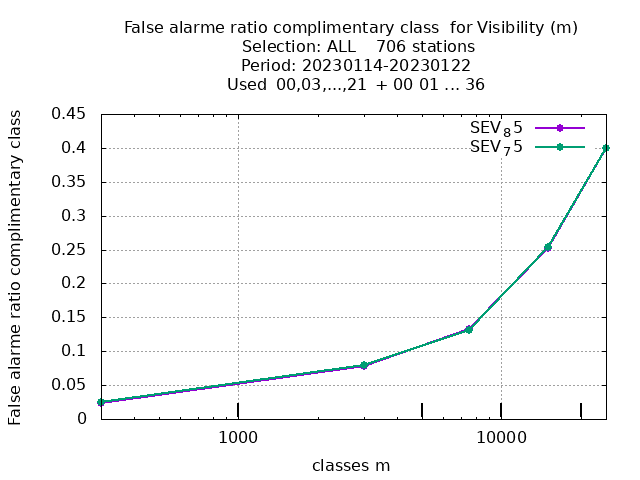 False alarme ratio complimentary class  for Visibility (m)
Selection: ALL    706 stations
Period: 20230114-20230122
Used  00,03,...,21  + 00 01 ... 36
False alarme ratio complimentary class
0.45
0.4
0.35
0.3
0.25
0.2
0.15
0.1
0.05
0
SEV₈5
SEV₇5
1000
10000
classes m